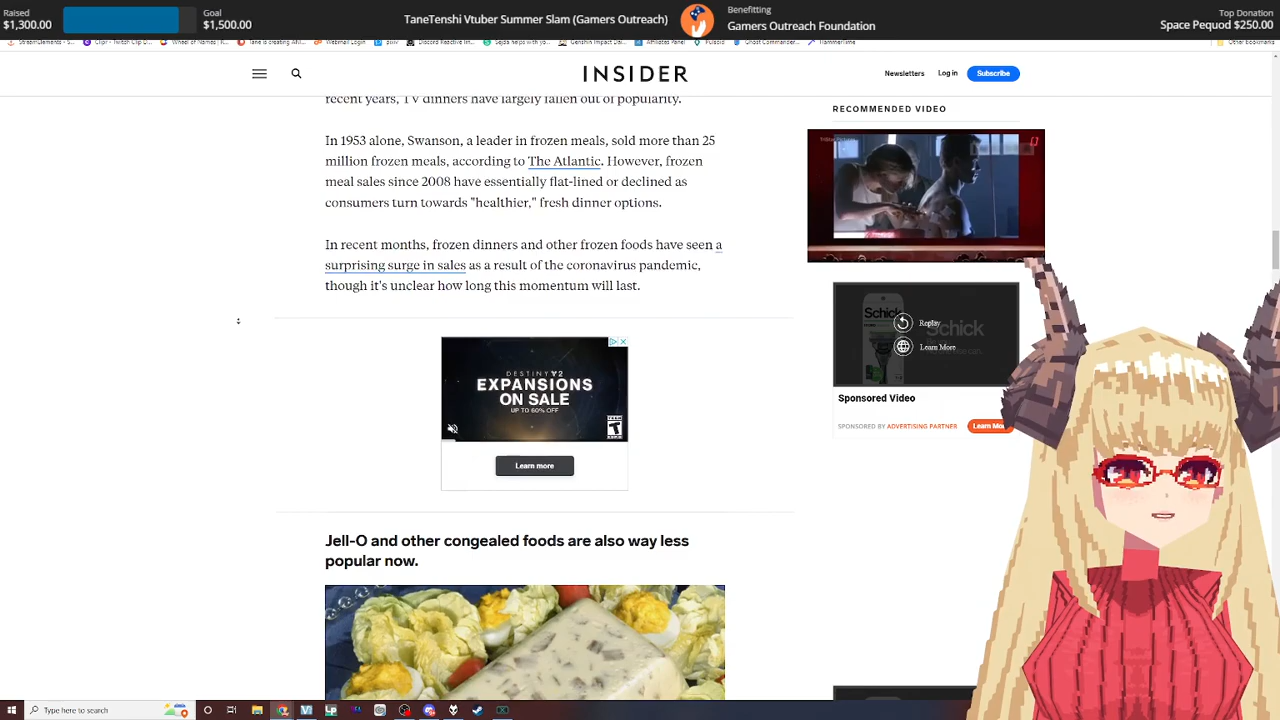 Raised
$1,300.00
Goal
$1,500.00
TaneTenshi Vtuber Summer Slam (Gamers Outreach)
Benefitting
Gamers Outreach Foundation
Top Donation
Space Pequod $250.00
INSIDER
Newsletters
Log in
Subscribe
recent years, TV dinners have largely fallen out of popularity.
In 1953 alone, Swanson, a leader in frozen meals, sold more than 25
million frozen meals, according to The Atlantic. However, frozen
meal sales since 2008 have essentially flat-lined or declined as
consumers turn towards "healthier," fresh dinner options.
In recent months, frozen dinners and other frozen foods have seen a
surprising surge in sales as a result of the coronavirus pandemic,
though it's unclear how long this momentum will last.
DESTINY 2
EXPANSIONS
ON SALE
UP TO 60% OFF
TEEN
T
Learn more
Jell-O and other congealed foods are also way less
popular now.
RECOMMENDED VIDEO
Schick
Replay
Learn More
Sponsored Video
SPONSORED BY ADVERTISING PARTNER
Learn More
Type here to search